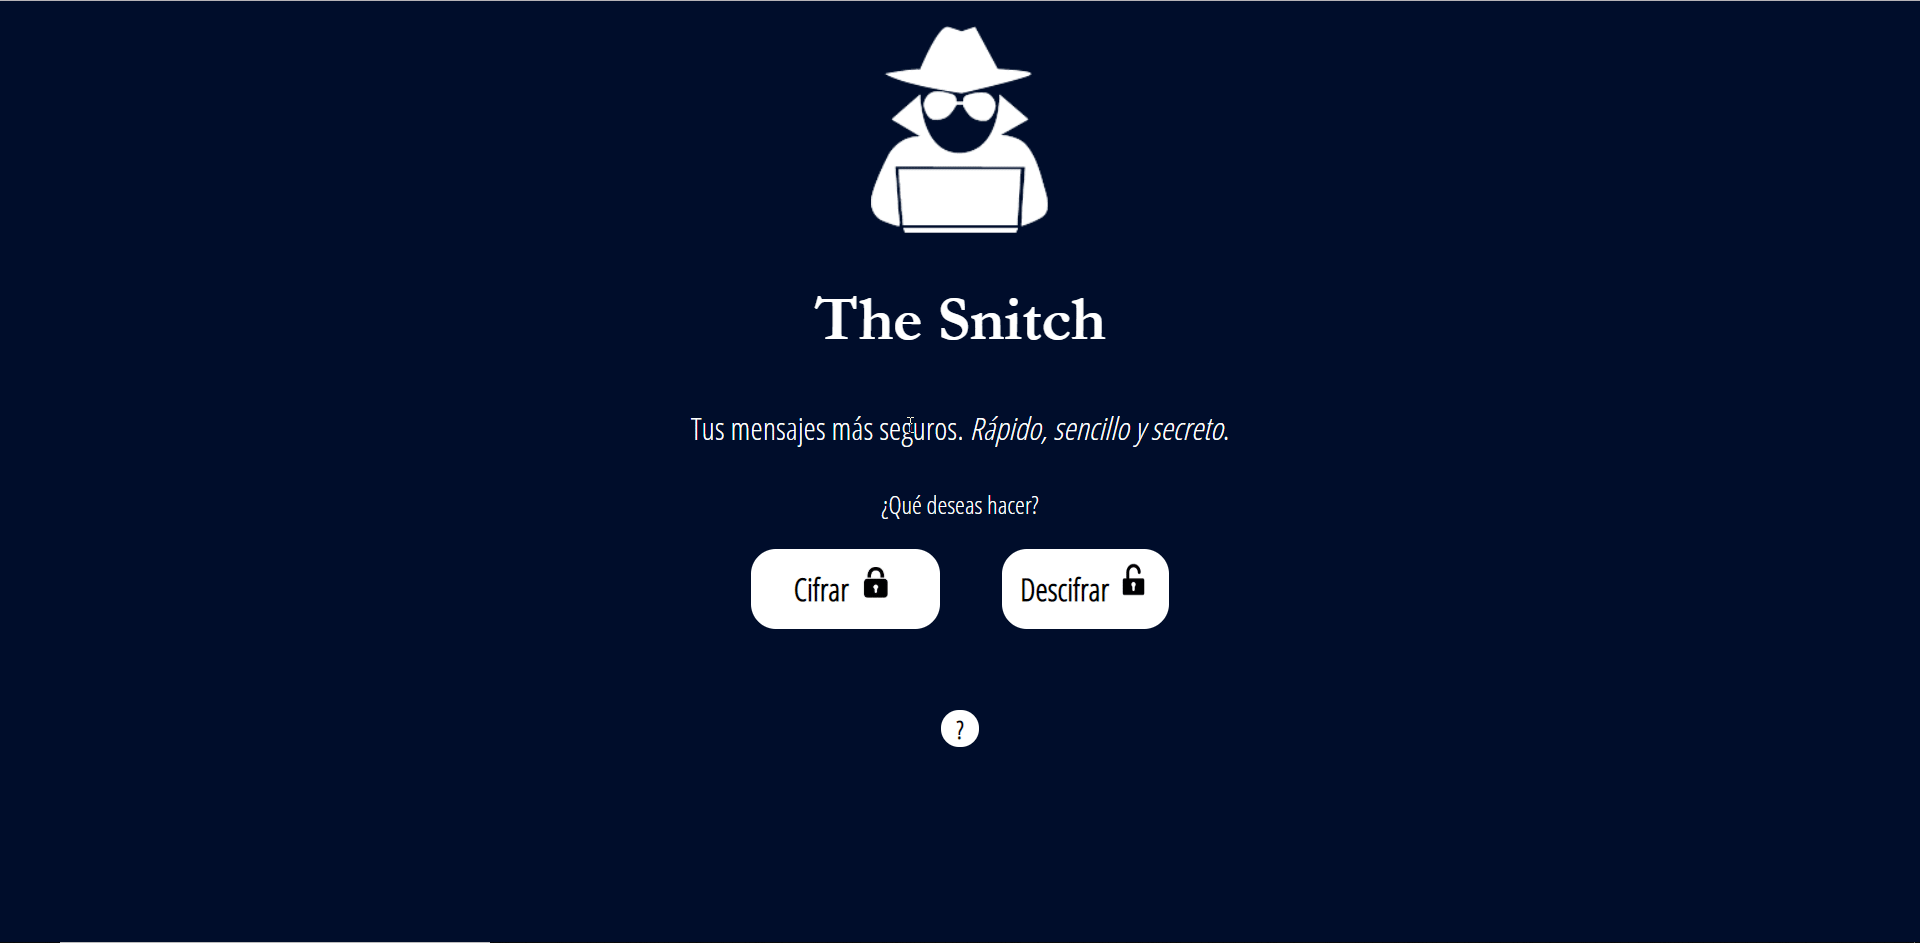 The Snitch
Tus mensajes más seguros. Rápido, sencillo y secreto.
¿Qué deseas hacer?
Cifrar
Descifrar
?